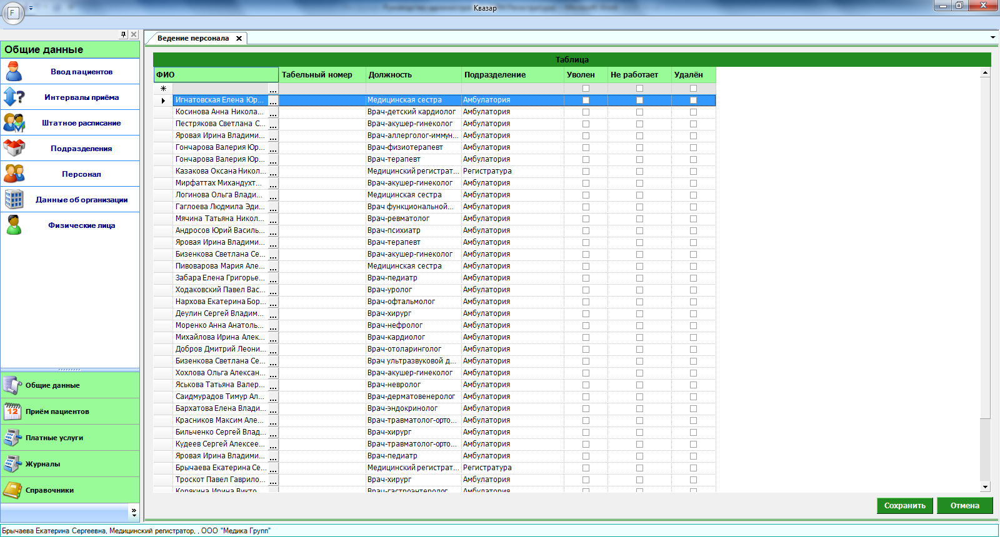 Квазар
F
Общие данные
Ввод пациентов
Интервалы приёма
Штатное расписание
Подразделения
Персонал
Данные об организации
Физические лица
Общие данные
12
Приём пациентов
Платные услуги
Журналы
Справочники
Ведение персонала
Таблица
ФИО Табельный номер Должность Подразделение Уволен Не работает Удалён
...
Игнатовская Елена Юр... ... Медицинская сестра Амбулатория
Косинова Анна Никола... ... Врач-детский кардиолог Амбулатория
Пестрякова Светлана С... ... Врач-акушер-гинеколог Амбулатория
Яровая Ирина Владими... ... Врач-аллерголог-иммун... Амбулатория
Гончарова Валерия Юр... ... Врач-физиотерапевт Амбулатория
Гончарова Валерия Юр... ... Врач-терапевт Амбулатория
Казакова Оксана Никол... ... Медицинский регистрат... Регистратура
Мирфаттах Михандухт... ... Врач-акушер-гинеколог Амбулатория
Логинова Ольга Влади... ... Медицинская сестра Амбулатория
Гаглоева Людмила Эди... ... Врач функциональной... Амбулатория
Мячина Татьяна Никол... ... Врач-ревматолог Амбулатория
Андросов Юрий Василь... ... Врач-психиатр Амбулатория
Яровая Ирина Владими... ... Врач-терапевт Амбулатория
Бизенкова Светлана Се... ... Врач-акушер-гинеколог Амбулатория
Пивоварова Мария Але... ... Медицинская сестра Амбулатория
Забара Елена Григорье... ... Врач-педиатр Амбулатория
Ходаковский Павел Вас... ... Врач-уролог Амбулатория
Нархова Екатерина Бор... ... Врач-офтальмолог Амбулатория
Деулин Сергей Владим... ... Врач-хирург Амбулатория
Моренко Анна Анатоль... ... Врач-нефролог Амбулатория
Михайлова Ирина Алек... ... Врач-кардиолог Амбулатория
Добров Дмитрий Леони... ... Врач-отоларинголог Амбулатория
Бизенкова Светлана Се... ... Врач ультразвуковой д... Амбулатория
Хохлова Ольга Алексан... ... Врач-акушер-гинеколог Амбулатория
Яськова Татьяна Валер... ... Врач-невролог Амбулатория
Саидмурадов Тимур Ал... ... Врач-дерматовенеролог Амбулатория
Бархатова Елена Влади... ... Врач-эндокринолог Амбулатория
Красников Максим Але... ... Врач-травматолог-орто... Амбулатория
Бильченко Сергей Влад... ... Врач-хирург Амбулатория
Кудеев Сергей Алексее... ... Врач-травматолог-орто... Амбулатория
Яровая Ирина Владими... ... Врач-педиатр Амбулатория
Брычаева Екатерина Се... ... Медицинский регистрат... Регистратура
Троскот Павел Гаврило... ... Врач-хирург Амбулатория
Корякина Ирина Викто... Врач-гастроэнтеролог Амбулатория
Сохранить Отмена
Брычаева Екатерина Сергеевна, Медицинский регистратор, , ООО "Медика Групп"